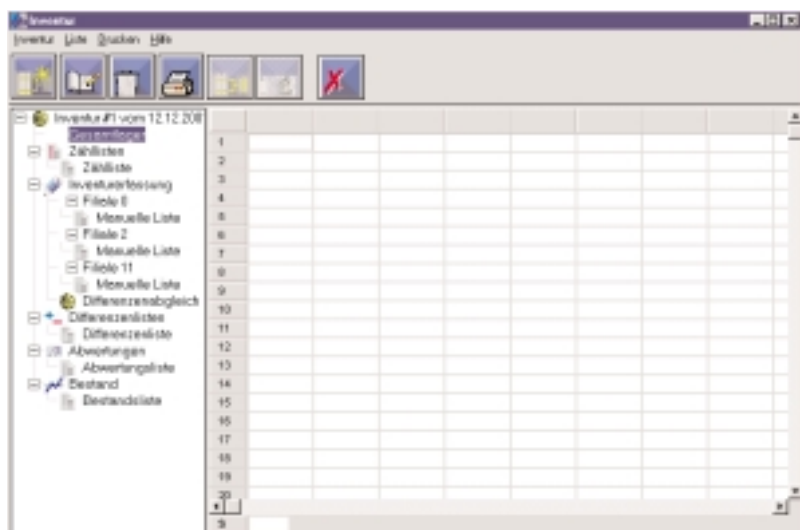 Inventur
Inventur Liste Drucken Hilfe
Inventur #1 vom 12.12.200
Gesamtlager
Zähllisten
Zählliste
Inventurerfassung
Filiale 0
Manuelle Liste
Filiale 2
Manuelle Liste
Filiale 11
Manuelle Liste
Differenzenabgleich
Differenzenlisten
Differenzenliste
Abwertungen
Abwertungsliste
Bestand
Bestandsliste
1
2
3
4
5
6
7
8
9
10
11
12
13
14
15
16
17
18
19
20
S